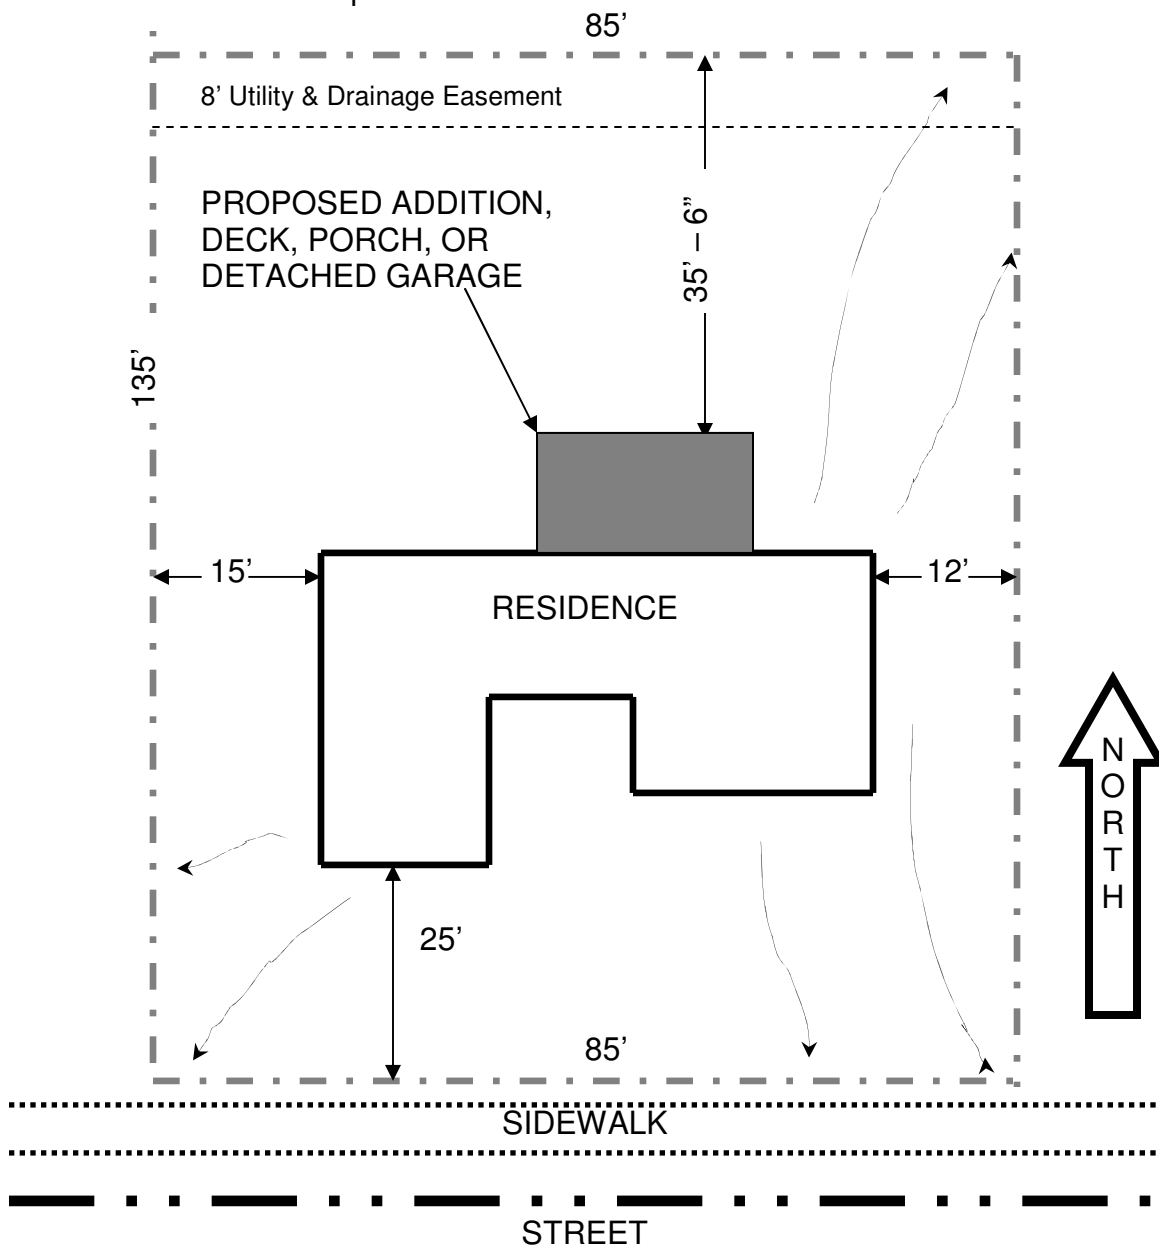 85’
8’ Utility & Drainage Easement
PROPOSED ADDITION,
DECK, PORCH, OR
DETACHED GARAGE
35’ – 6”
135’
15’
12’
RESIDENCE
NORTH
25’
85’
SIDEWALK
STREET